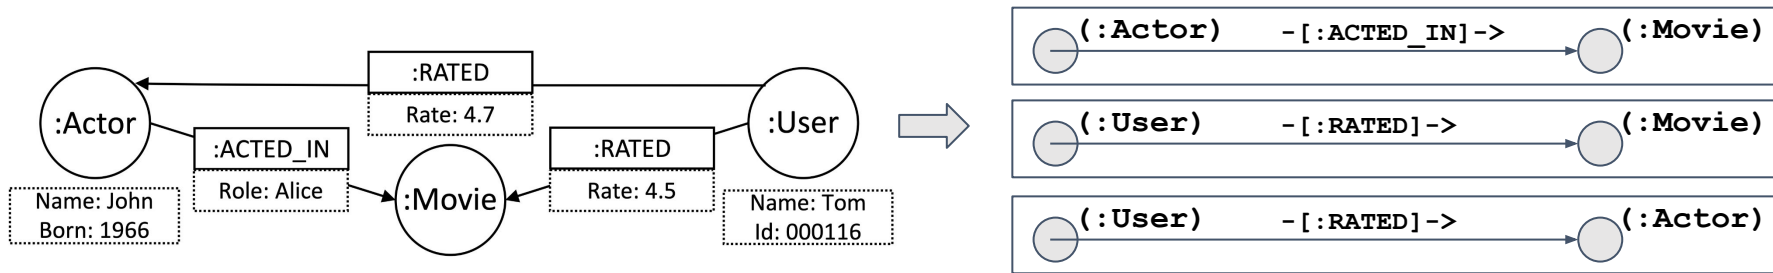 :RATED
Rate: 4.7
:Actor
:User
:ACTED_IN
Role: Alice
:Movie
:RATED
Rate: 4.5
Name: John
Born: 1966
Name: Tom
Id: 000116
(:Actor) -[:ACTED_IN]-> (:Movie)
(:User) -[:RATED]-> (:Movie)
(:User) -[:RATED]-> (:Actor)